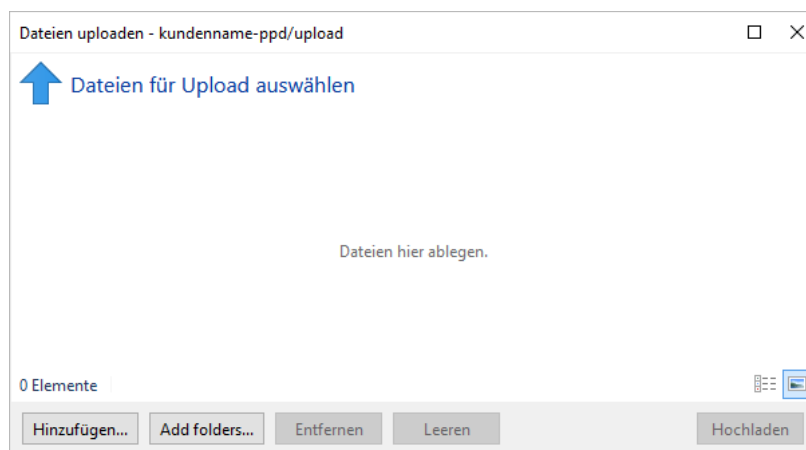 Dateien uploaden - kundenname-ppd/upload
Dateien für Upload auswählen
Dateien hier ablegen.
0 Elemente
Hinzufügen... Add folders... Entfernen Leeren Hochladen